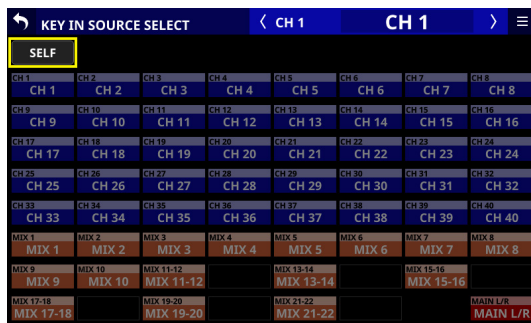 KEY IN SOURCE SELECT CH 1 CH 1
SELF
CH 1 CH 2 CH 3 CH 4 CH 5 CH 6 CH 7 CH 8
CH 1 CH 2 CH 3 CH 4 CH 5 CH 6 CH 7 CH 8
CH 9 CH 10 CH 11 CH 12 CH 13 CH 14 CH 15 CH 16
CH 9 CH 10 CH 11 CH 12 CH 13 CH 14 CH 15 CH 16
CH 17 CH 18 CH 19 CH 20 CH 21 CH 22 CH 23 CH 24
CH 17 CH 18 CH 19 CH 20 CH 21 CH 22 CH 23 CH 24
CH 25 CH 26 CH 27 CH 28 CH 29 CH 30 CH 31 CH 32
CH 25 CH 26 CH 27 CH 28 CH 29 CH 30 CH 31 CH 32
CH 33 CH 34 CH 35 CH 36 CH 37 CH 38 CH 39 CH 40
CH 33 CH 34 CH 35 CH 36 CH 37 CH 38 CH 39 CH 40
MIX 1 MIX 2 MIX 3 MIX 4 MIX 5 MIX 6 MIX 7 MIX 8
MIX 1 MIX 2 MIX 3 MIX 4 MIX 5 MIX 6 MIX 7 MIX 8
MIX 9 MIX 10 MIX 11-12 MIX 13-14 MIX 15-16
MIX 9 MIX 10 MIX 11-12 MIX 13-14 MIX 15-16
MIX 17-18 MIX 19-20 MIX 21-22 MAIN L/R
MIX 17-18 MIX 19-20 MIX 21-22 MAIN L/R